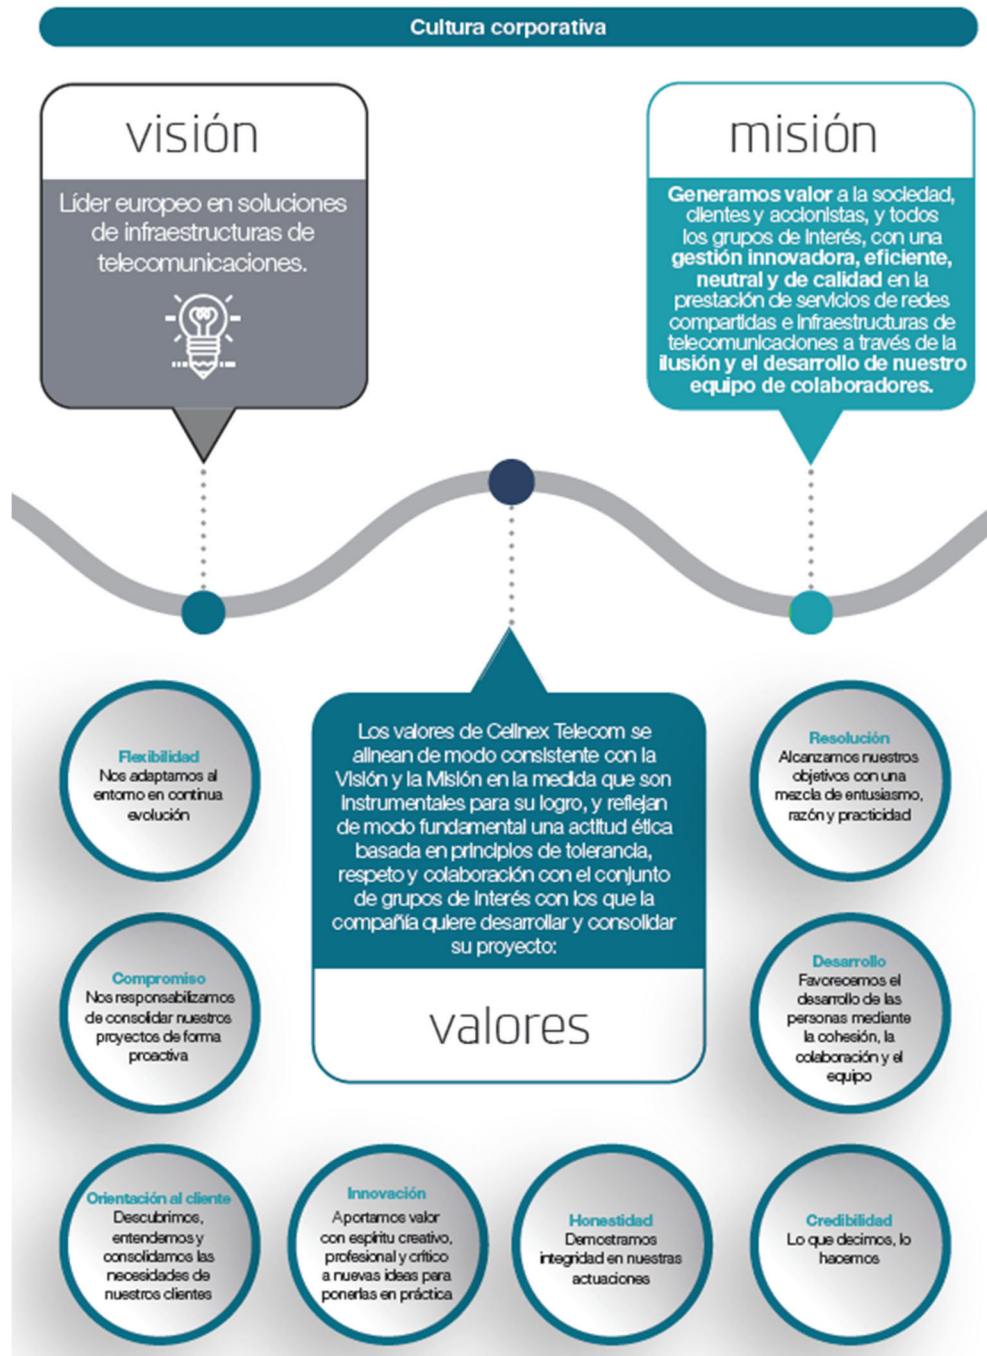 Cultura corporativa
visión
Líder europeo en soluciones
de infraestructuras de
telecomunicaciones.
misión
Generamos valor a la sociedad,
clientes y accionistas, y todos
los grupos de interés, con una
gestión innovadora, eficiente,
neutral y de calidad en la
prestación de servicios de redes
compartidas e infraestructuras de
telecomunicaciones a través de la
ilusión y el desarrollo de nuestro
equipo de colaboradores.
Los valores de Cellnex Telecom se
alinean de modo consistente con la
Visión y la Misión en la medida que son
instrumentales para su logro, y reflejan
de modo fundamental una actitud ética
basada en principios de tolerancia,
respeto y colaboración con el conjunto
de grupos de interés con los que la
compañía quiere desarrollar y consolidar
su proyecto:
valores
Flexibilidad
Nos adaptamos al
entorno en continua
evolución
Resolución
Alcanzamos nuestros
objetivos con una
mezcla de entusiasmo,
razón y practicidad
Compromiso
Nos responsabilizamos
de consolidar nuestros
proyectos de forma
proactiva
Desarrollo
Favorecemos el
desarrollo de las
personas mediante
la cohesión, la
colaboración y el
equipo
Orientación al cliente
Descubrimos,
entendemos y
consolidamos las
necesidades de
nuestros clientes
Innovación
Aportamos valor
con espíritu creativo,
profesional y crítico
a nuevas ideas para
ponerlas en práctica
Honestidad
Demostramos
integridad en nuestras
actuaciones
Credibilidad
Lo que decimos, lo
hacemos